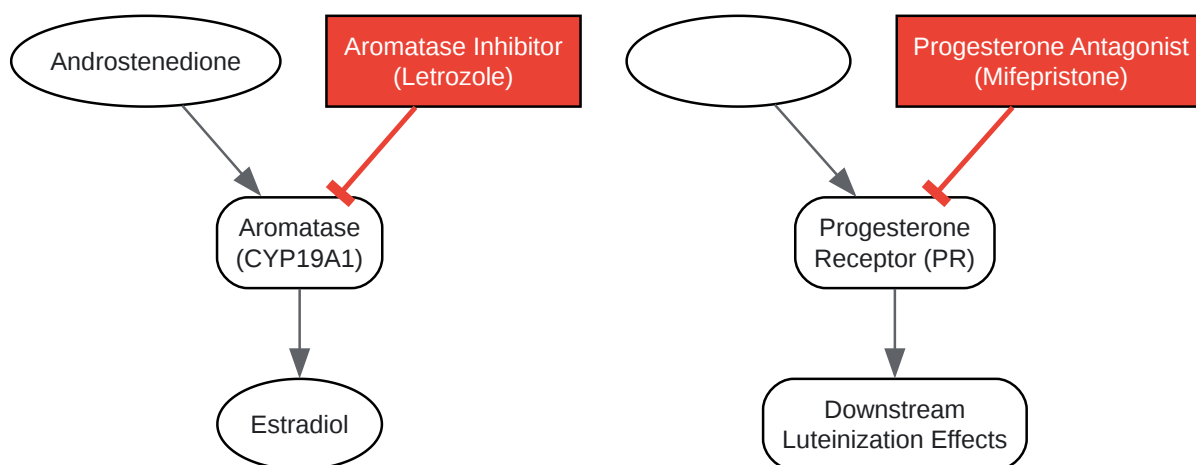 Androstenedione
Aromatase Inhibitor
(Letrozole)
Progesterone Antagonist
(Mifepristone)
Aromatase
(CYP19A1)
Progesterone
Receptor (PR)
Estradiol
Downstream
Luteinization Effects